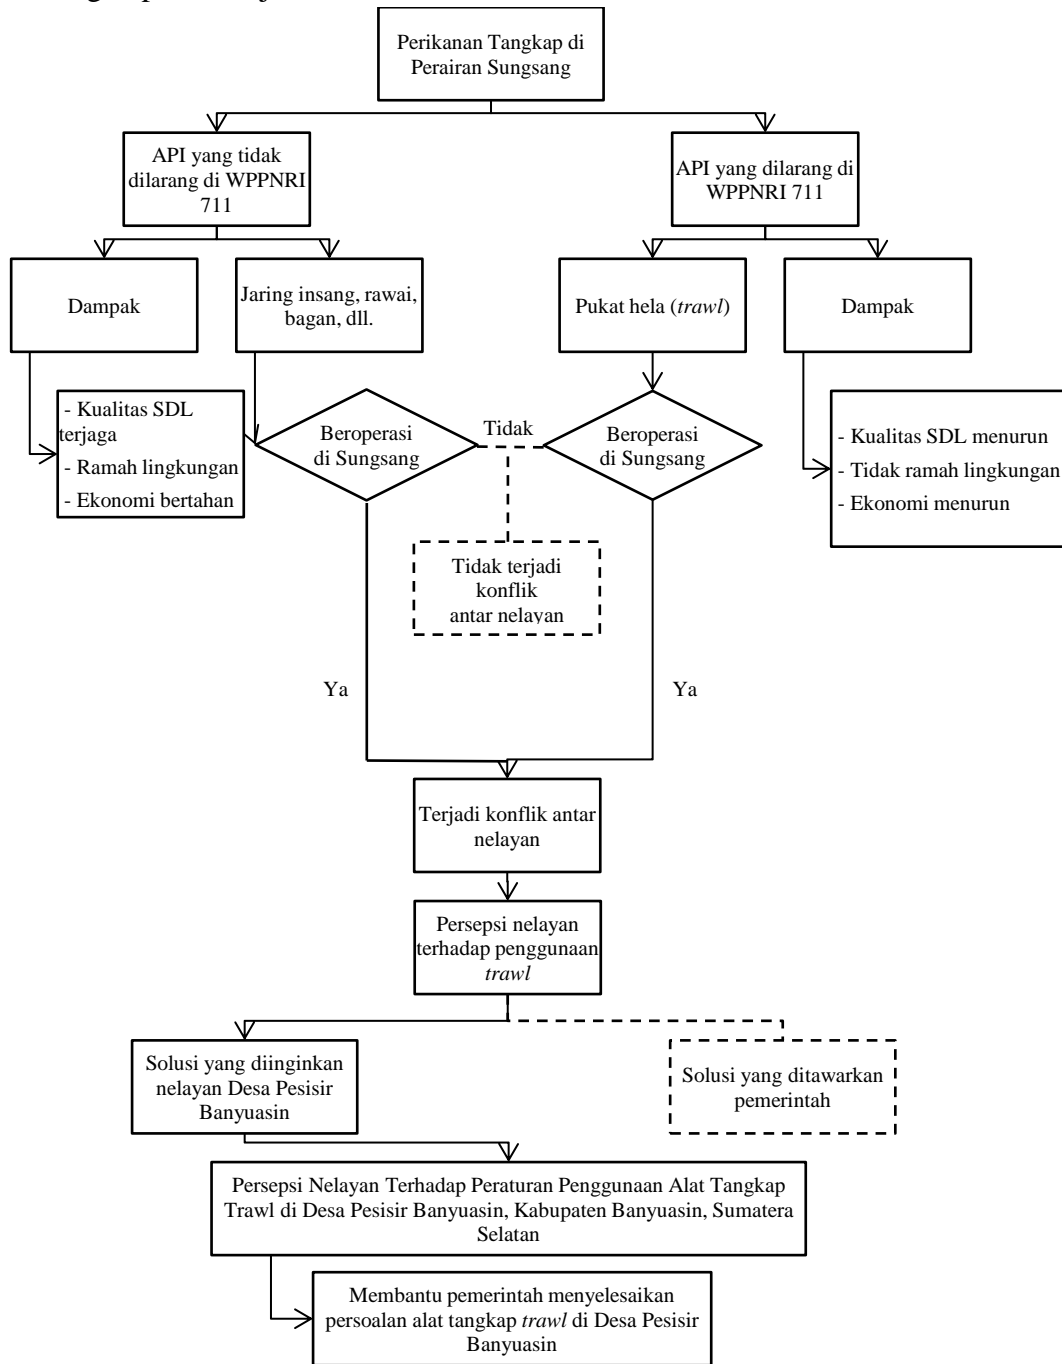 Perikanan Tangkap di
Perairan Sungsang
API yang tidak
dilarang di WPPNRI
711
API yang dilarang di
WPPNRI 711
Dampak
Jaring insang, rawai,
bagan, dll.
Pukat hela (trawl)
Dampak
- Kualitas SDL
terjaga
- Ramah lingkungan
- Ekonomi bertahan
Beroperasi
di Sungsang
Tidak
Beroperasi
di Sungsang
- Kualitas SDL menurun
- Tidak ramah lingkungan
- Ekonomi menurun
Tidak terjadi
konflik
antar nelayan
Ya
Ya
Terjadi konflik antar
nelayan
Persepsi nelayan
terhadap penggunaan
trawl
Solusi yang diinginkan
nelayan Desa Pesisir
Banyuasin
Solusi yang ditawarkan
pemerintah
Persepsi Nelayan Terhadap Peraturan Penggunaan Alat Tangkap
Trawl di Desa Pesisir Banyuasin, Kabupaten Banyuasin, Sumatera
Selatan
Membantu pemerintah menyelesaikan
persoalan alat tangkap trawl di Desa Pesisir
Banyuasin